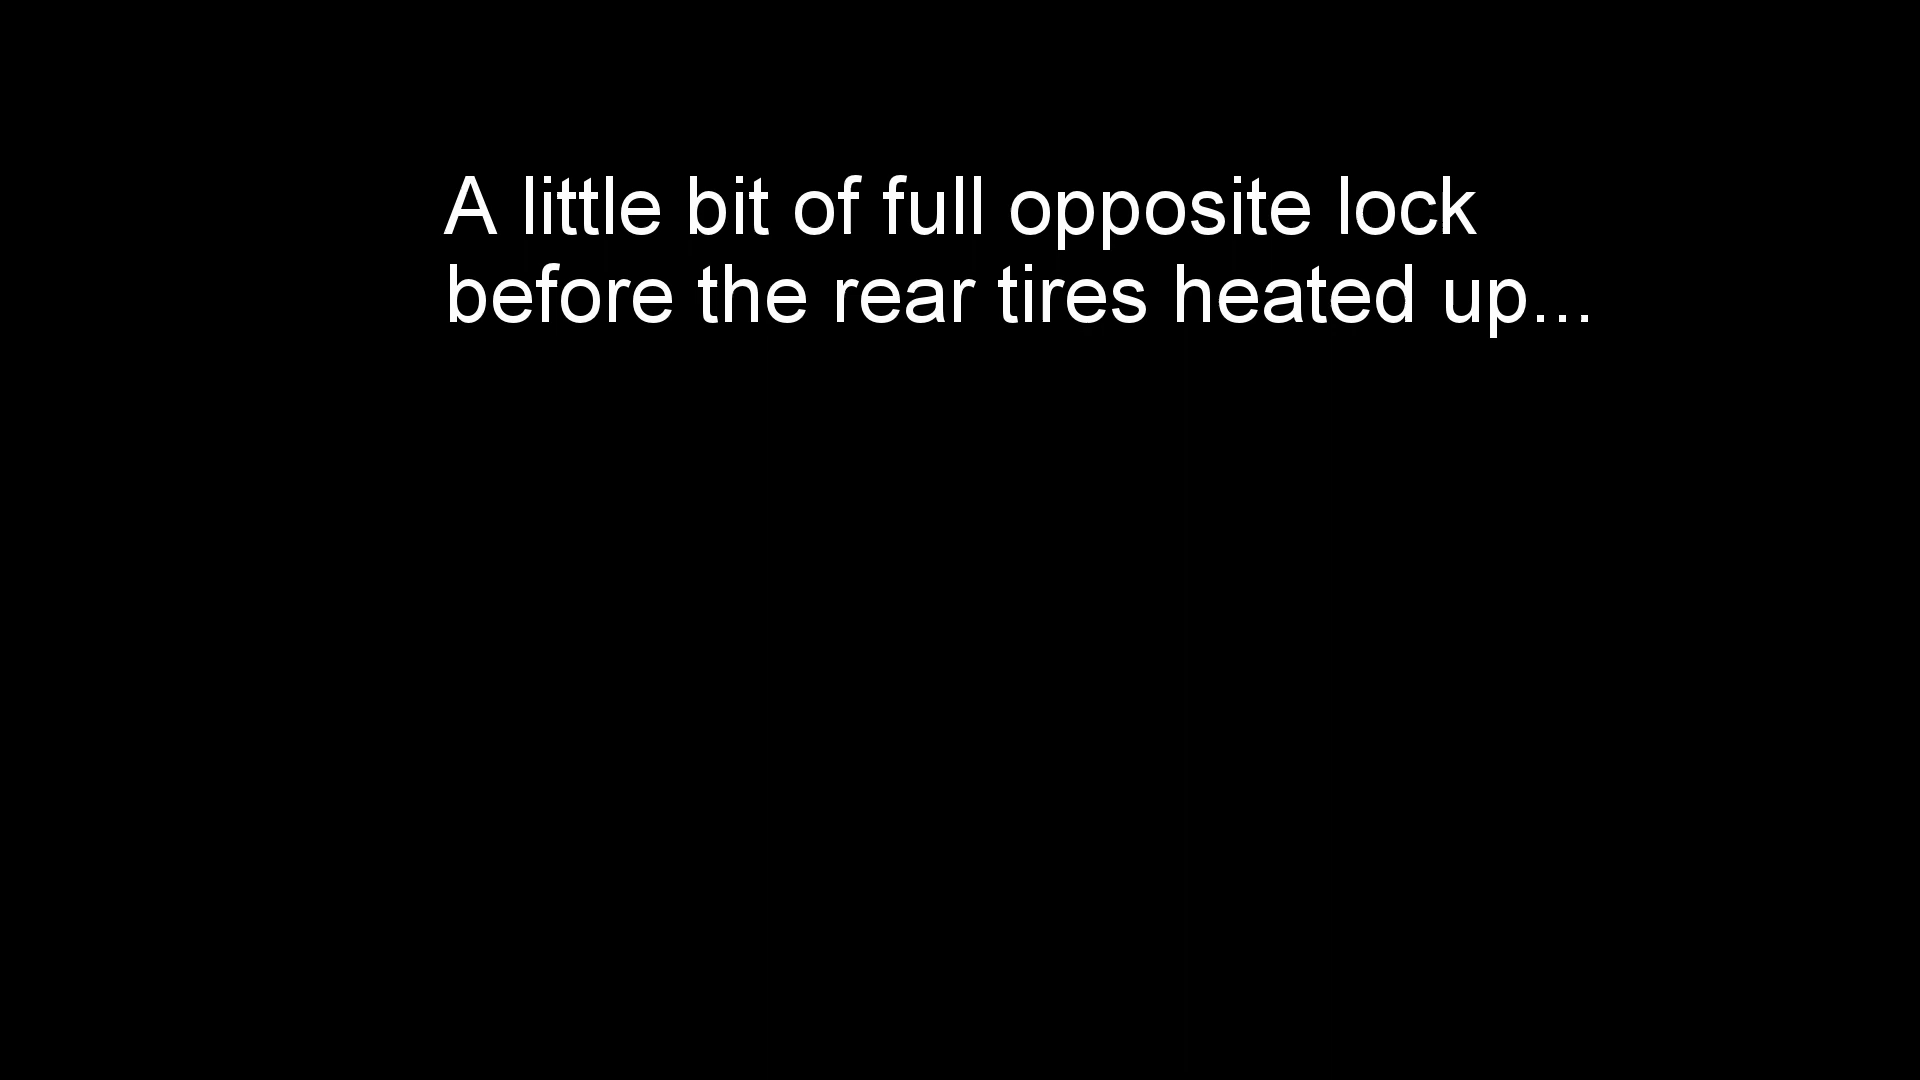 A little bit of full opposite lock
before the rear tires heated up...